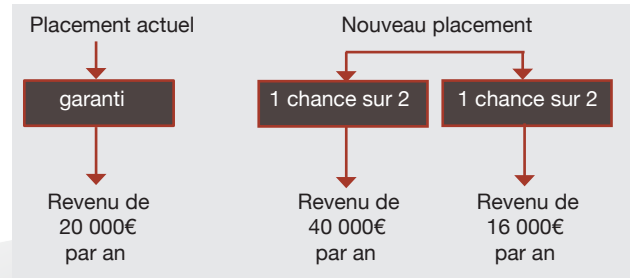 Placement actuel
Nouveau placement
garanti
1 chance sur 2
1 chance sur 2
Revenu de
20 000€
par an
Revenu de
40 000€
par an
Revenu de
16 000€
par an